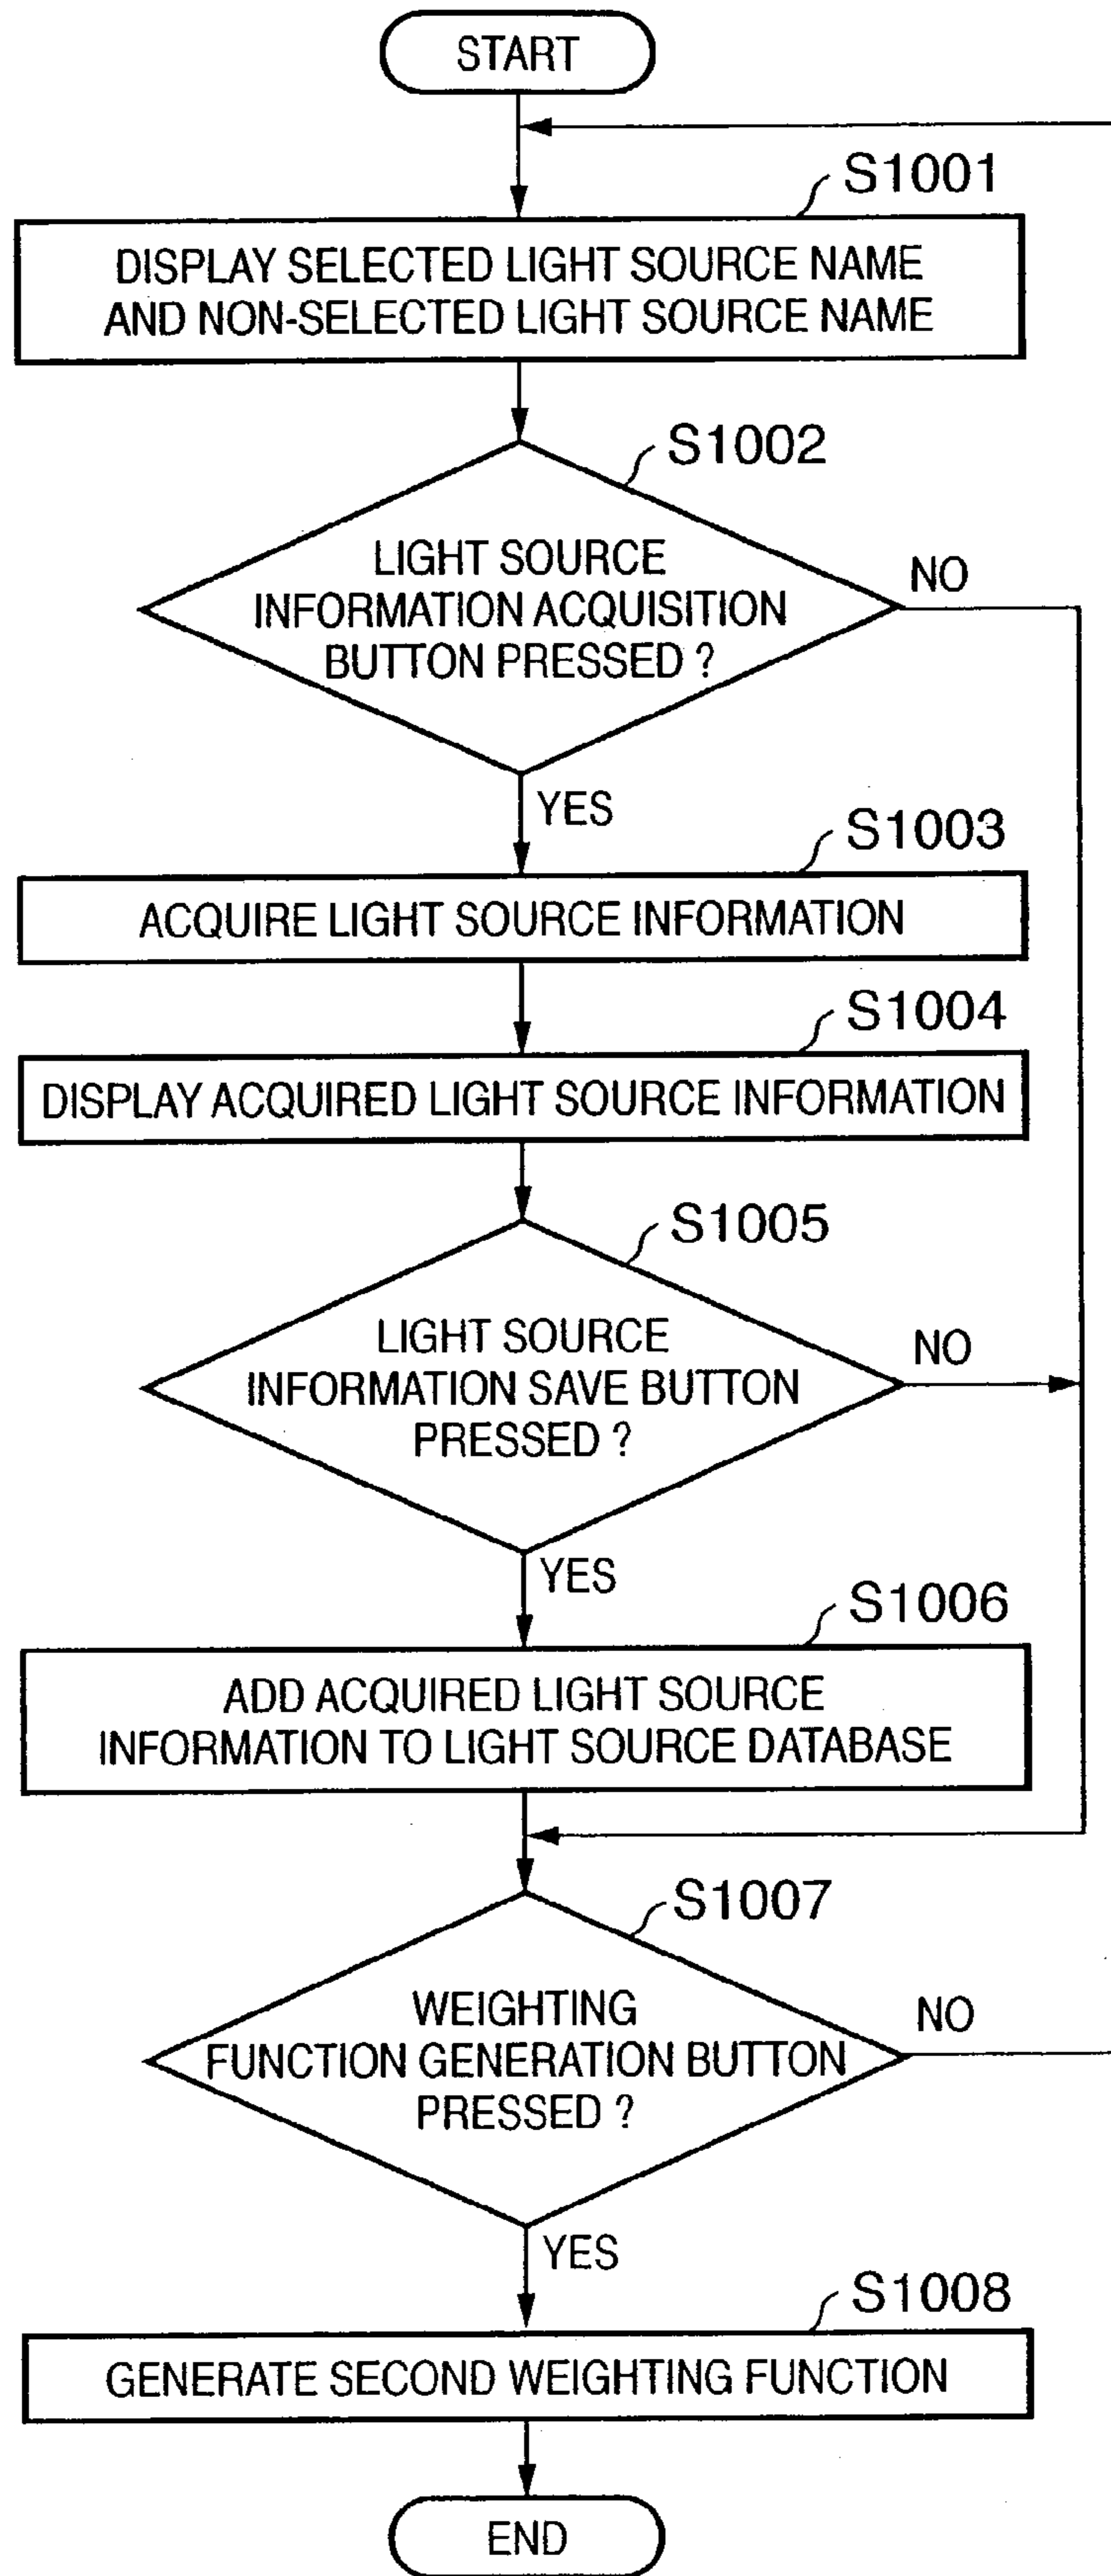 START
S1001
DISPLAY SELECTED LIGHT SOURCE NAME
AND NON-SELECTED LIGHT SOURCE NAME
S1002
LIGHT SOURCE
INFORMATION ACQUISITION
BUTTON PRESSED ?
NO
YES
S1003
ACQUIRE LIGHT SOURCE INFORMATION
S1004
DISPLAY ACQUIRED LIGHT SOURCE INFORMATION
S1005
LIGHT SOURCE
INFORMATION SAVE BUTTON
PRESSED ?
NO
YES
S1006
ADD ACQUIRED LIGHT SOURCE
INFORMATION TO LIGHT SOURCE DATABASE
S1007
WEIGHTING
FUNCTION GENERATION BUTTON
PRESSED ?
NO
YES
S1008
GENERATE SECOND WEIGHTING FUNCTION
END